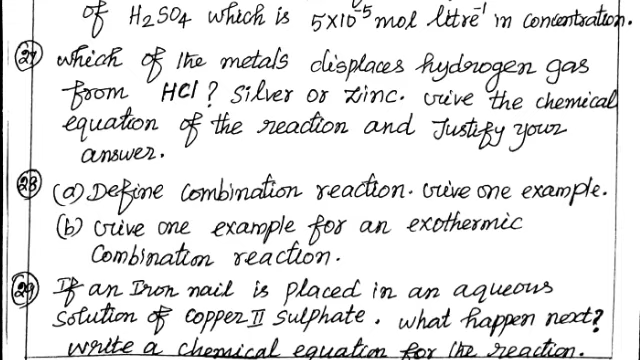 of H₂SO₄ which is 5×10⁻⁵ mol littre⁻¹ in concentration.
27 which of the metals displaces hydrogen gas
from HCl? Silver or Zinc. Give the chemical
equation of the reaction and Justify your
answer.
28 (a) Define Combination reaction. Give one example.
(b) Give one example for an exothermic
Combination reaction.
29 If an Iron nail is placed in an aqueous
solution of copper II Sulphate. What happen next?
write a chemical equation for the reaction.